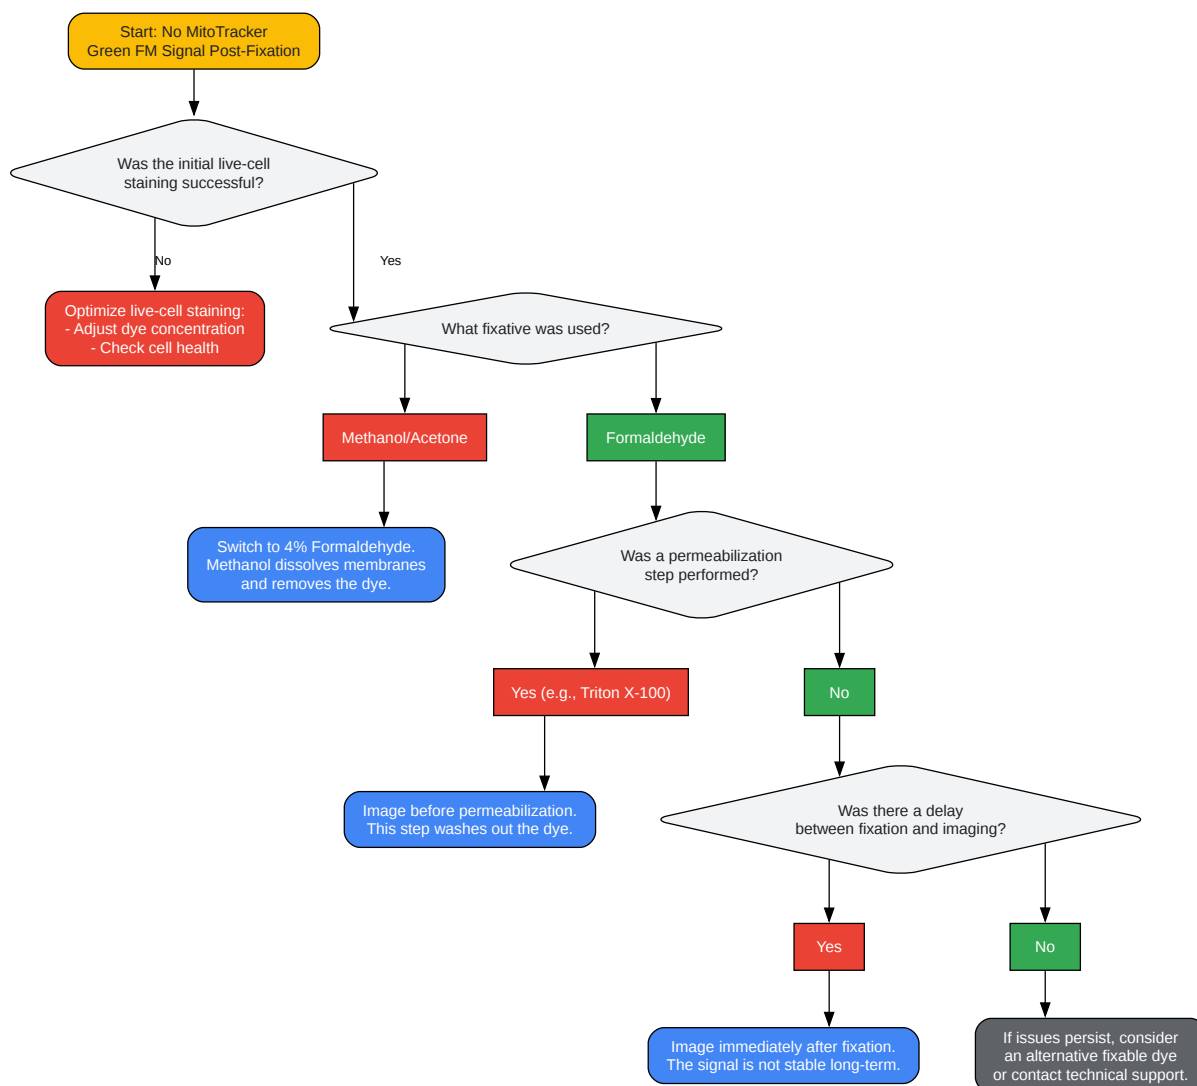 Start: No MitoTracker
Green FM Signal Post-Fixation
Was the initial live-cell
staining successful?
No
Yes
Optimize live-cell staining:
- Adjust dye concentration
- Check cell health
What fixative was used?
Methanol/Acetone
Formaldehyde
Switch to 4% Formaldehyde.
Methanol dissolves membranes
and removes the dye.
Was a permeabilization
step performed?
Yes (e.g., Triton X-100)
No
Image before permeabilization.
This step washes out the dye.
Was there a delay
between fixation and imaging?
Yes
No
Image immediately after fixation.
The signal is not stable long-term.
If issues persist, consider
an alternative fixable dye
or contact technical support.